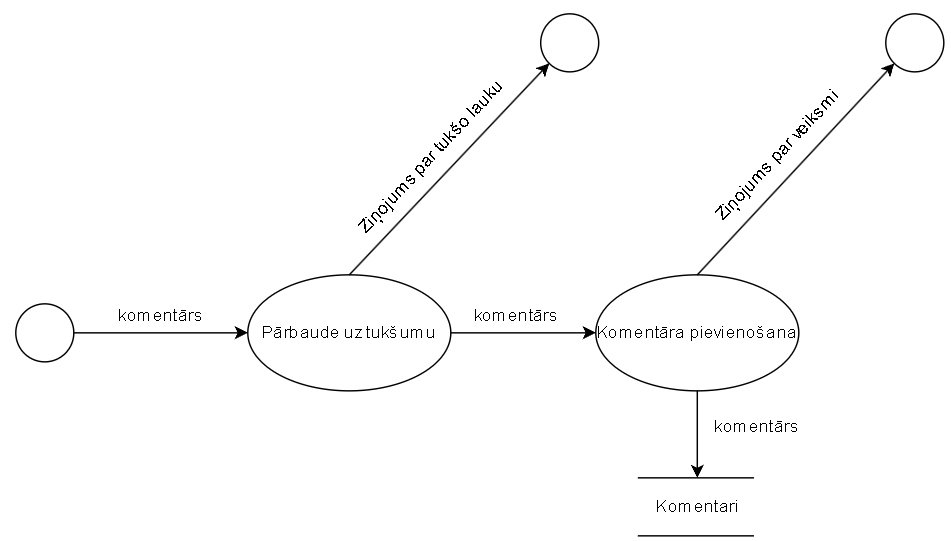 Ziņojums par tukšo lauku
Ziņojums par veiksmi
komentārs
Pārbaude uz tukšumu
komentārs
Komentāra pievienošana
komentārs
Komentari